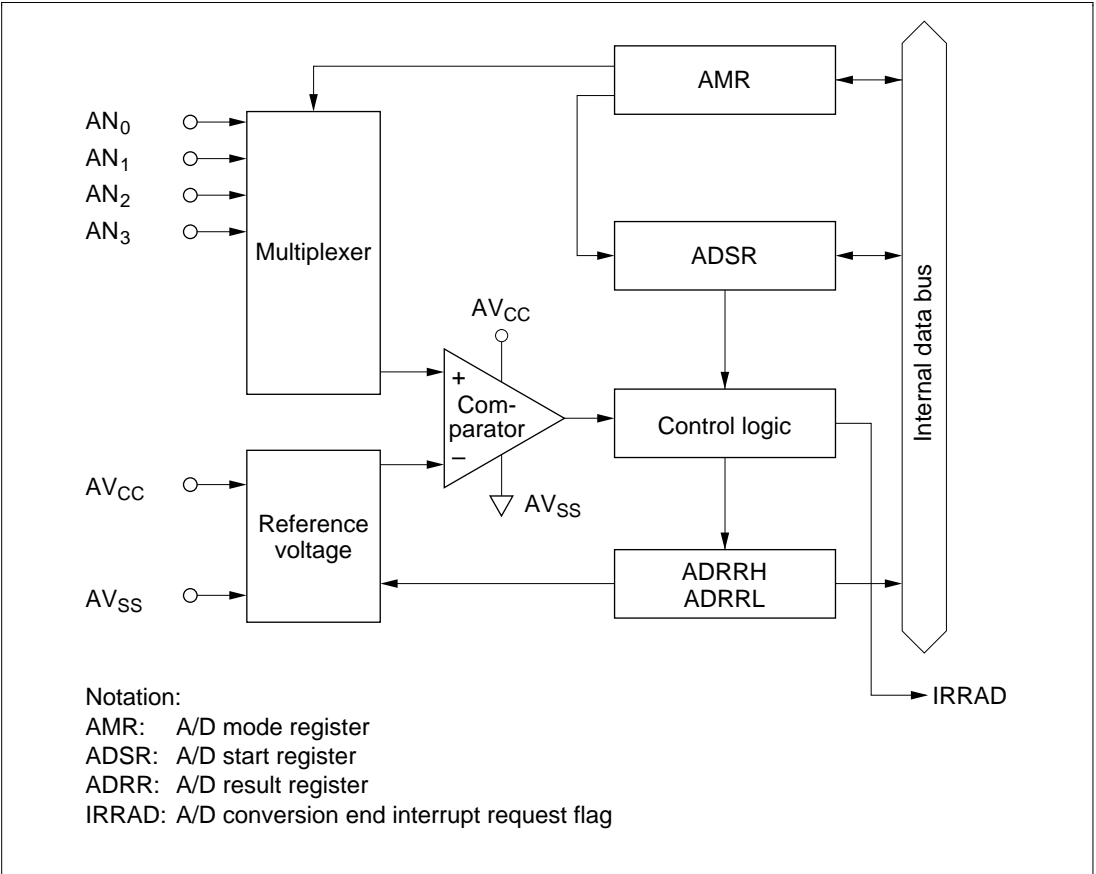 AMR
AN0
AN1
AN2
AN3
Multiplexer
ADSR
Internal data bus
AVCC
+
Com-
parator
–
Control logic
AVCC
AVSS
Reference
voltage
ADRRH
ADRRL
AVSS
IRRAD
Notation:
AMR: A/D mode register
ADSR: A/D start register
ADRR: A/D result register
IRRAD: A/D conversion end interrupt request flag